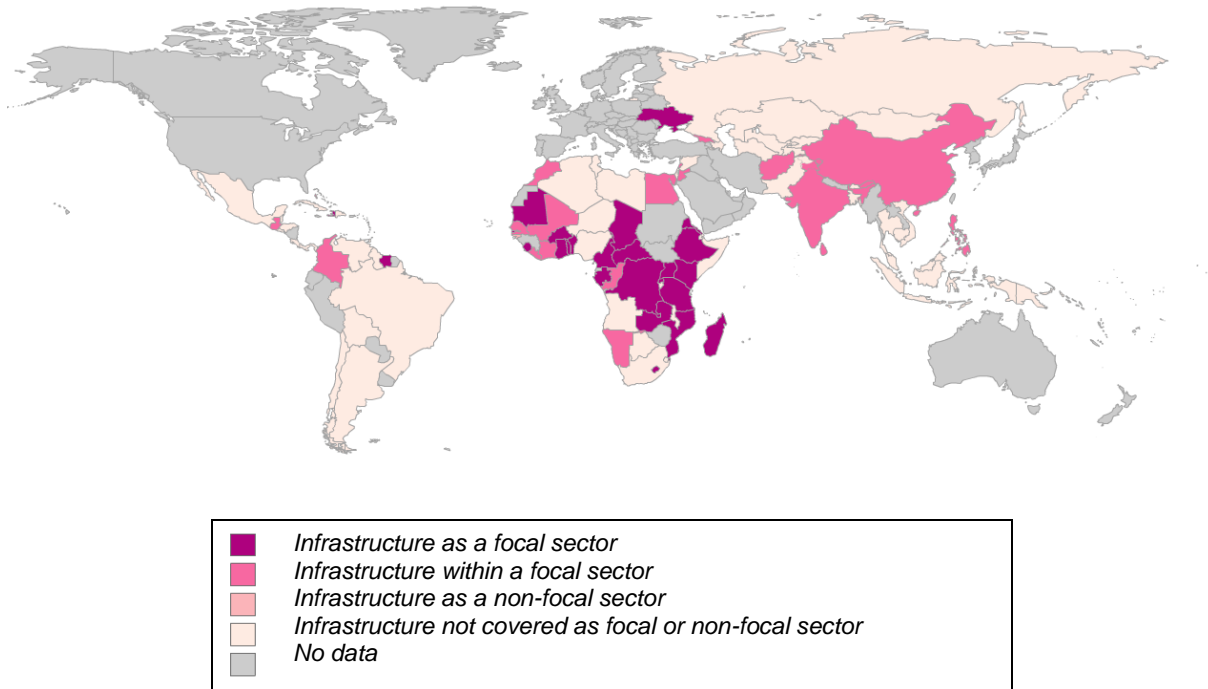 Infrastructure as a focal sector
Infrastructure within a focal sector
Infrastructure as a non-focal sector
Infrastructure not covered as focal or non-focal sector
No data